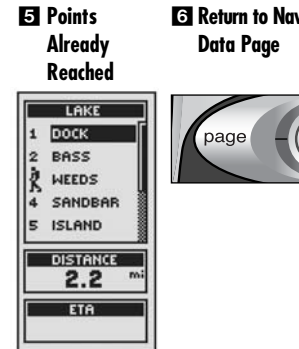 5 Points
Already
Reached
6 Return to Nav
Data Page
LAKE
1 DOCK
2 BASS
WEEDS
4 SANDBAR
5 ISLAND
DISTANCE
2.2 mi
ETA
page